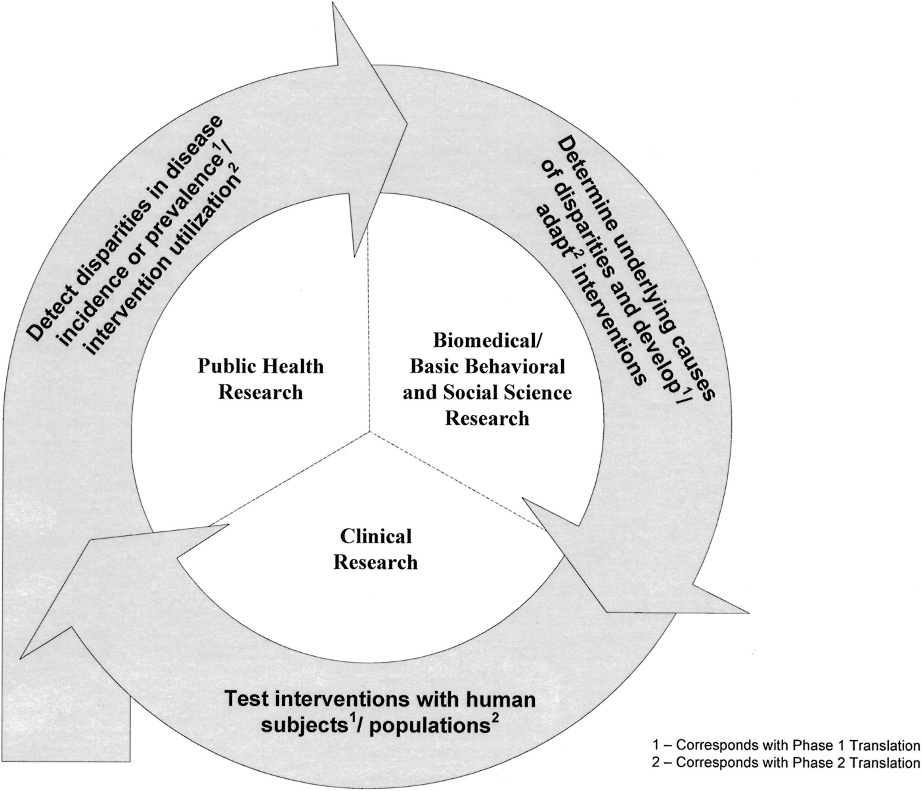 Detect disparities in disease
incidence or prevalence¹/
intervention utilization²
Determine underlying causes
of disparities and develop¹/
adapt² interventions
Public Health
Research
Biomedical/
Basic Behavioral
and Social Science
Research
Clinical
Research
Test interventions with human
subjects¹/ populations²
1 – Corresponds with Phase 1 Translation
2 – Corresponds with Phase 2 Translation